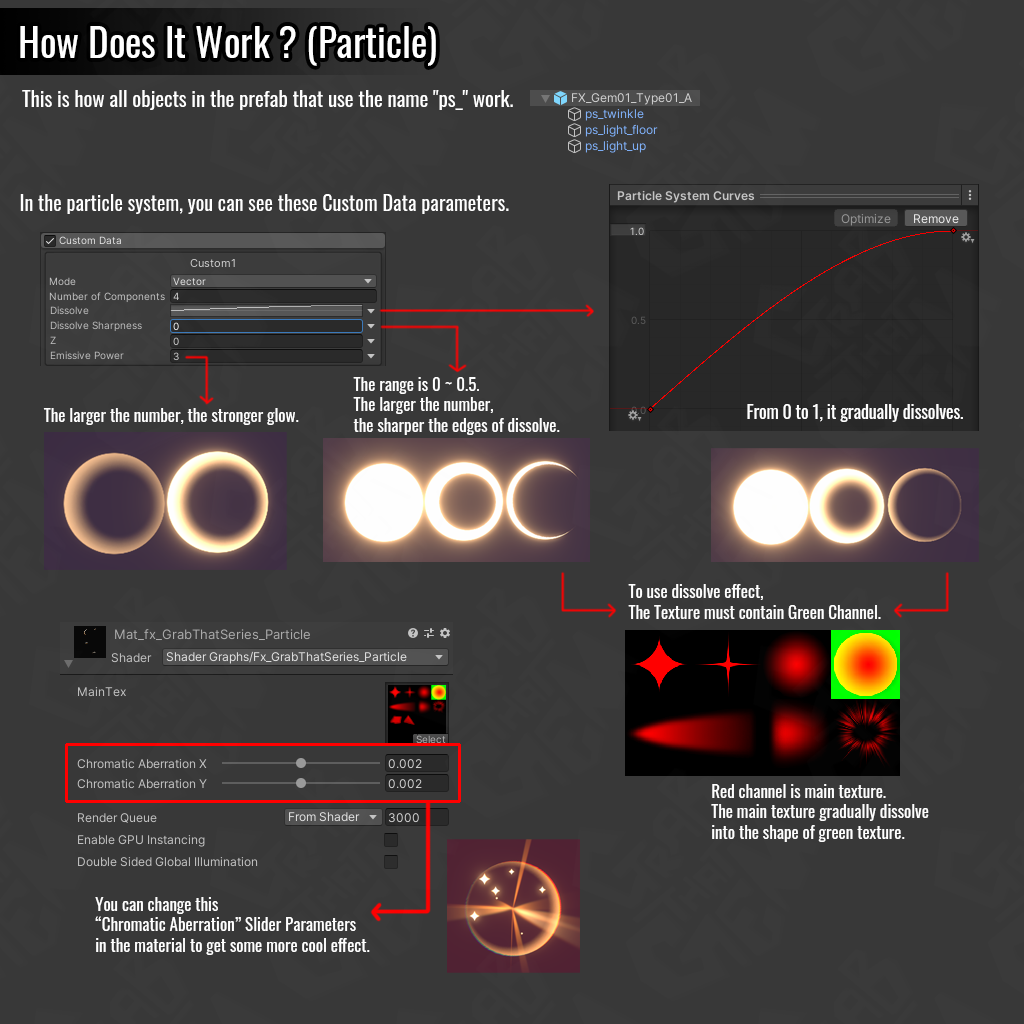 How Does It Work ? (Particle)
This is how all objects in the prefab that use the name "ps_" work.
FX_Gem01_Type01_A
ps_twinkle
ps_light_floor
ps_light_up
In the particle system, you can see these Custom Data parameters.
Custom Data
Custom1
Mode Vector
Number of Components 4
Dissolve
Dissolve Sharpness 0
Z 0
Emissive Power 3
Particle System Curves
Optimize Remove
1.0
0.5
0.0
From 0 to 1, it gradually dissolves.
The larger the number, the stronger glow.
The range is 0 ~ 0.5.
The larger the number,
the sharper the edges of dissolve.
To use dissolve effect,
The Texture must contain Green Channel.
Red channel is main texture.
The main texture gradually dissolve
into the shape of green texture.
Mat_fx_GrabThatSeries_Particle
Shader Shader Graphs/Fx_GrabThatSeries_Particle
MainTex
Select
Chromatic Aberration X 0.002
Chromatic Aberration Y 0.002
Render Queue From Shader 3000
Enable GPU Instancing
Double Sided Global Illumination
You can change this
“Chromatic Aberration” Slider Parameters
in the material to get some more cool effect.